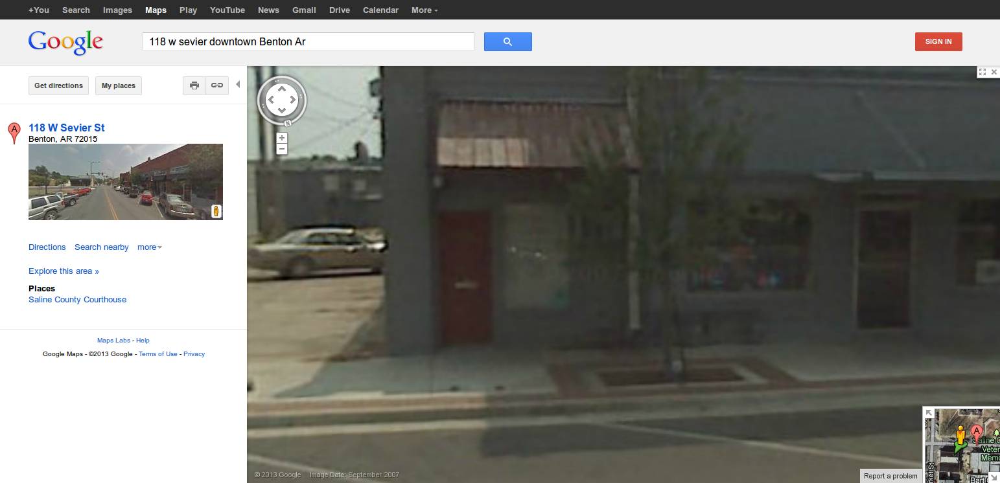 +You Search Images Maps Play YouTube News Gmail Drive Calendar More
Google
118 w sevier downtown Benton Ar
SIGN IN
Get directions My places
A
118 W Sevier St
Benton, AR 72015
Directions Search nearby more
Explore this area »
Places
Saline County Courthouse
Maps Labs - Help
Google Maps - ©2013 Google - Terms of Use - Privacy
N
+
−
© 2013 Google Image Date: September 2007
Report a problem
A
Saline C
Veter
Memo
ket St
Bart